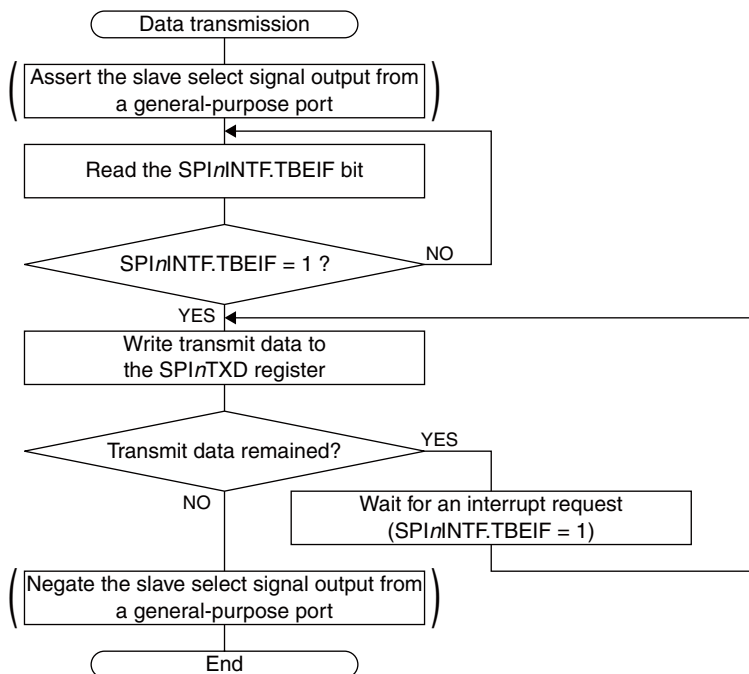 Data transmission
Assert the slave select signal output from
a general-purpose port
Read the SPInINTF.TBEIF bit
SPInINTF.TBEIF = 1 ?
NO
YES
Write transmit data to
the SPInTXD register
Transmit data remained?
YES
NO
Wait for an interrupt request
(SPInINTF.TBEIF = 1)
Negate the slave select signal output from
a general-purpose port
End